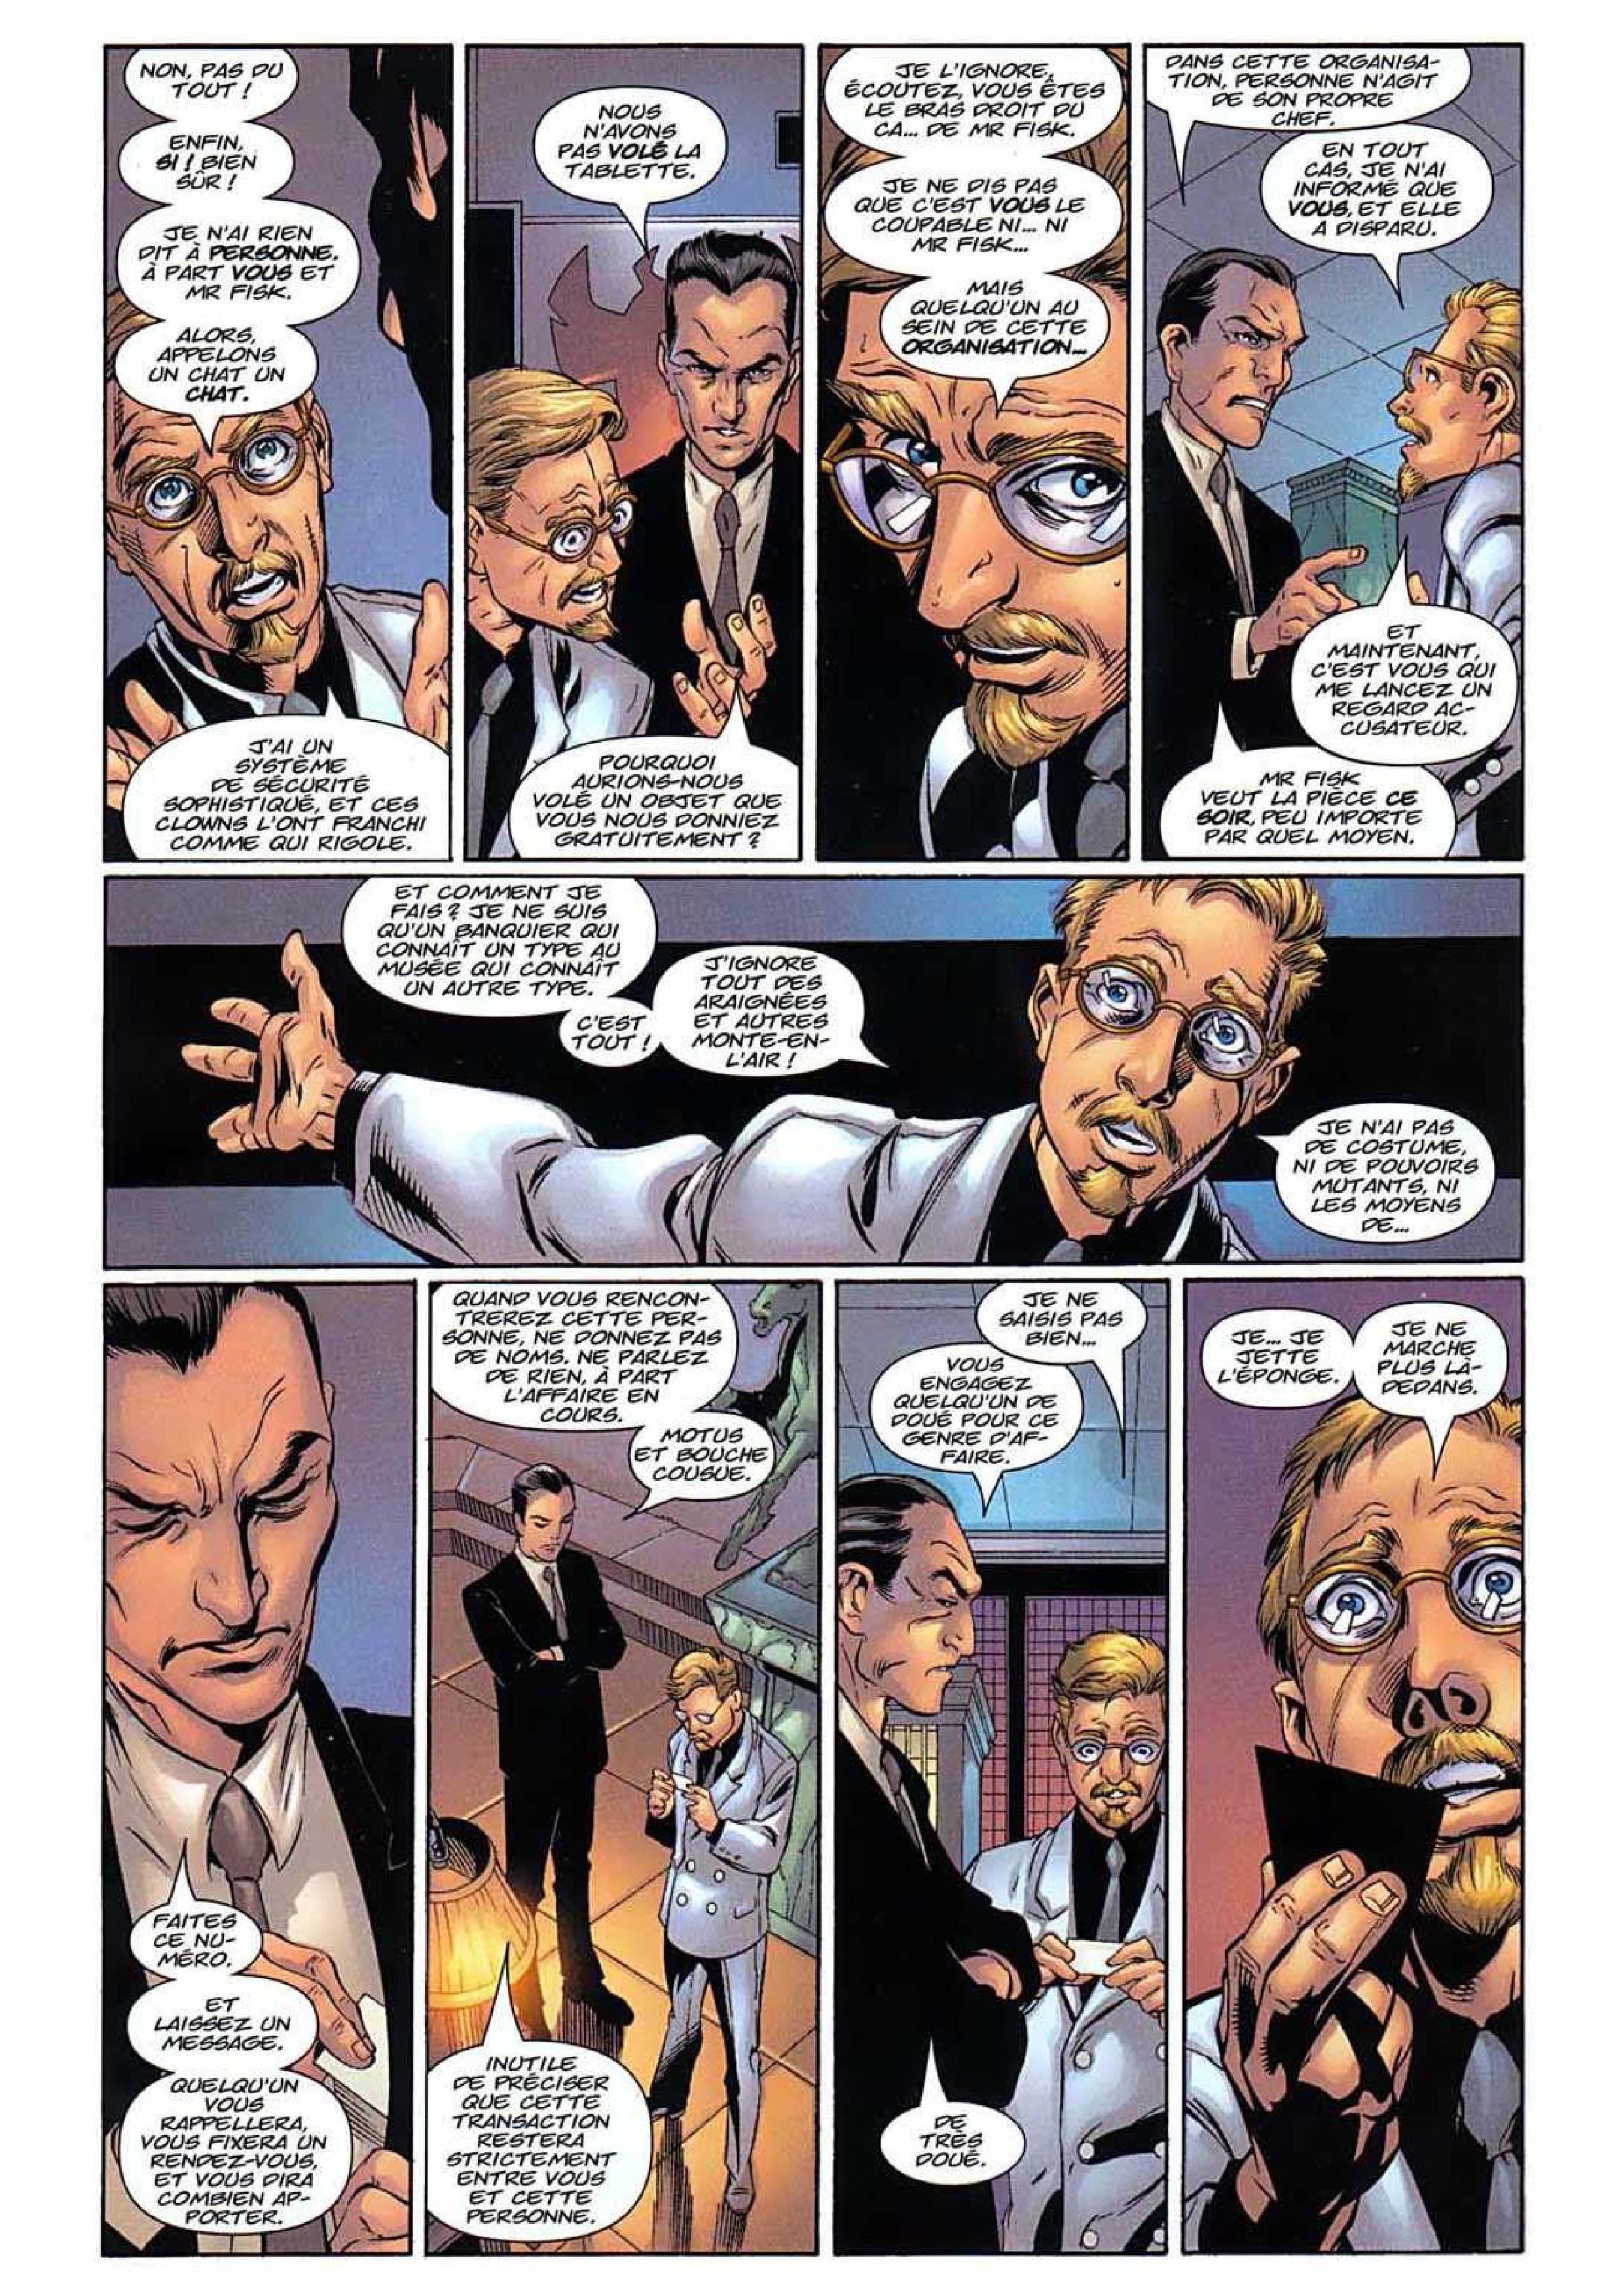 NON, PAS DU
TOUT !
ENFIN,
SI ! BIEN
SÛR !
JE N'AI RIEN
DIT À PERSONNE.
À PART VOUS ET
MR FISK.
ALORS,
APPELONS
UN CHAT UN
CHAT.
J'AI UN
SYSTÈME
DE SÉCURITÉ
SOPHISTIQUÉ, ET CES
CLOWNS L'ONT FRANCHI
COMME QUI RIGOLE.
NOUS
N'AVONS
PAS VOLÉ LA
TABLETTE.
POURQUOI
AURIONS-NOUS
VOLÉ UN OBJET QUE
VOUS NOUS DONNIEZ
GRATUITEMENT ?
JE L'IGNORE,
ÉCOUTEZ, VOUS ÊTES
LE BRAS DROIT DU
CA... DE MR FISK.
JE NE DIS PAS
QUE C'EST VOUS LE
COUPABLE NI... NI
MR FISK...
MAIS
QUELQU'UN AU
SEIN DE CETTE
ORGANISATION...
DANS CETTE ORGANISA-
TION, PERSONNE N'AGIT
DE SON PROPRE
CHEF.
EN TOUT
CAS, JE N'AI
INFORMÉ QUE
VOUS, ET ELLE
A DISPARU.
ET
MAINTENANT,
C'EST VOUS QUI
ME LANCEZ UN
REGARD AC-
CUSATEUR.
MR FISK
VEUT LA PIÈCE CE
SOIR, PEU IMPORTE
PAR QUEL MOYEN.
ET COMMENT JE
FAIS ? JE NE SUIS
QU'UN BANQUIER QUI
CONNAÎT UN TYPE AU
MUSÉE QUI CONNAÎT
UN AUTRE TYPE.
C'EST
TOUT !
J'IGNORE
TOUT DES
ARAIGNÉES
ET AUTRES
MONTE-EN-
L'AIR !
JE N'AI PAS
DE COSTUME,
NI DE POUVOIRS
MUTANTS, NI
LES MOYENS
DE...
FAITES
CE NU-
MÉRO.
ET
LAISSEZ UN
MESSAGE.
QUELQU'UN
VOUS
RAPPELLERA,
VOUS FIXERA UN
RENDEZ-VOUS,
ET VOUS DIRA
COMBIEN AP-
PORTER.
QUAND VOUS RENCON-
TREREZ CETTE PER-
SONNE, NE DONNEZ PAS
DE NOMS. NE PARLEZ
DE RIEN, À PART
L'AFFAIRE EN
COURS.
MOTUS
ET BOUCHE
COUSUE.
INUTILE
DE PRÉCISER
QUE CETTE
TRANSACTION
RESTERA
STRICTEMENT
ENTRE VOUS
ET CETTE
PERSONNE.
JE NE
SAISIS PAS
BIEN...
VOUS
ENGAGEZ
QUELQU'UN DE
DOUÉ POUR CE
GENRE D'AF-
FAIRE.
DE
TRÈS
DOUÉ.
JE... JE
JETTE
L'ÉPONGE.
JE NE
MARCHE
PLUS LÀ-
DEDANS.